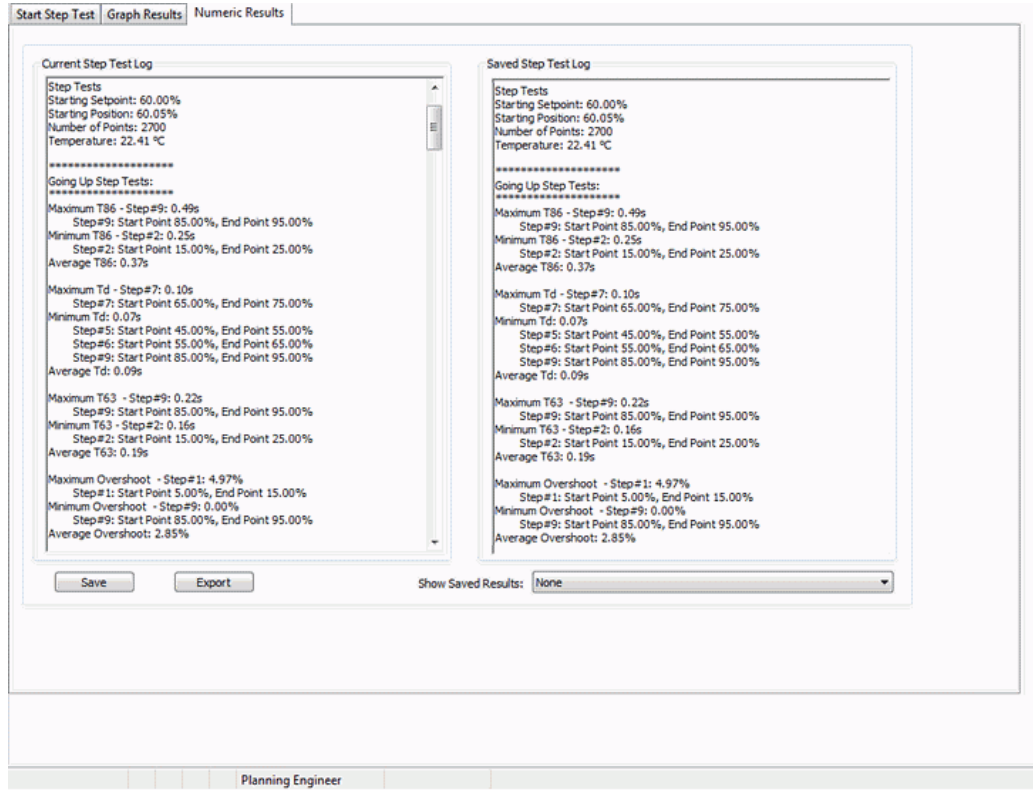 Start Step Test
Graph Results
Numeric Results
Current Step Test Log
Step Tests
Starting Setpoint: 60.00%
Starting Position: 60.05%
Number of Points: 2700
Temperature: 22.41 ºC
*********************
Going Up Step Tests:
*********************
Maximum T86 - Step#9: 0.49s
Step#9: Start Point 85.00%, End Point 95.00%
Minimum T86 - Step#2: 0.25s
Step#2: Start Point 15.00%, End Point 25.00%
Average T86: 0.37s
Maximum Td - Step#7: 0.10s
Step#7: Start Point 65.00%, End Point 75.00%
Minimum Td: 0.07s
Step#5: Start Point 45.00%, End Point 55.00%
Step#6: Start Point 55.00%, End Point 65.00%
Step#9: Start Point 85.00%, End Point 95.00%
Average Td: 0.09s
Maximum T63  - Step#9: 0.22s
Step#9: Start Point 85.00%, End Point 95.00%
Minimum T63 - Step#2: 0.16s
Step#2: Start Point 15.00%, End Point 25.00%
Average T63: 0.19s
Maximum Overshoot  - Step#1: 4.97%
Step#1: Start Point 5.00%, End Point 15.00%
Minimum Overshoot  - Step#9: 0.00%
Step#9: Start Point 85.00%, End Point 95.00%
Average Overshoot: 2.85%
Saved Step Test Log
Step Tests
Starting Setpoint: 60.00%
Starting Position: 60.05%
Number of Points: 2700
Temperature: 22.41 ºC
*********************
Going Up Step Tests:
*********************
Maximum T86 - Step#9: 0.49s
Step#9: Start Point 85.00%, End Point 95.00%
Minimum T86 - Step#2: 0.25s
Step#2: Start Point 15.00%, End Point 25.00%
Average T86: 0.37s
Maximum Td - Step#7: 0.10s
Step#7: Start Point 65.00%, End Point 75.00%
Minimum Td: 0.07s
Step#5: Start Point 45.00%, End Point 55.00%
Step#6: Start Point 55.00%, End Point 65.00%
Step#9: Start Point 85.00%, End Point 95.00%
Average Td: 0.09s
Maximum T63  - Step#9: 0.22s
Step#9: Start Point 85.00%, End Point 95.00%
Minimum T63 - Step#2: 0.16s
Step#2: Start Point 15.00%, End Point 25.00%
Average T63: 0.19s
Maximum Overshoot  - Step#1: 4.97%
Step#1: Start Point 5.00%, End Point 15.00%
Minimum Overshoot  - Step#9: 0.00%
Step#9: Start Point 85.00%, End Point 95.00%
Average Overshoot: 2.85%
Save
Export
Show Saved Results: None
Planning Engineer